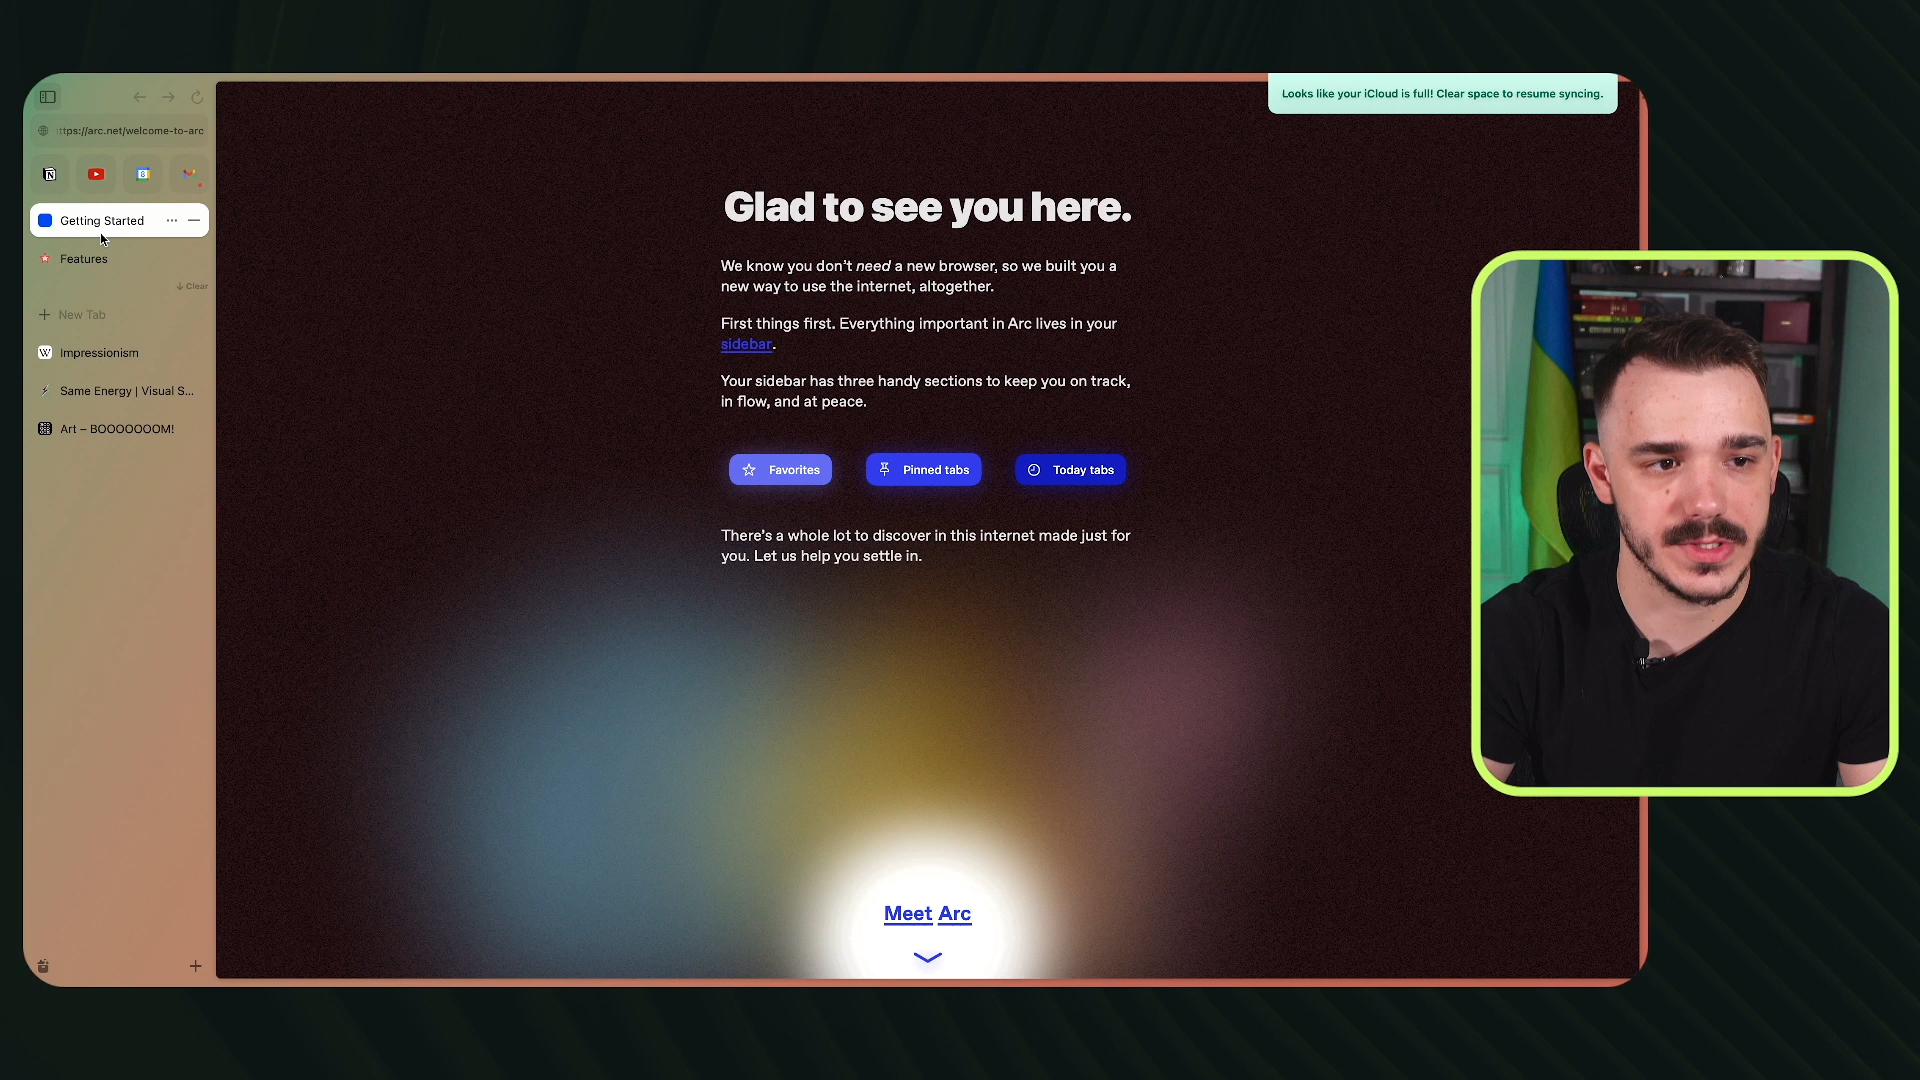 ttps://arc.net/welcome-to-arc
Getting Started
Features
Clear
New Tab
Impressionism
Same Energy | Visual S...
Art – BOOOOOOOM!
Looks like your iCloud is full! Clear space to resume syncing.
Glad to see you here.
We know you don’t need a new browser, so we built you a
new way to use the internet, altogether.
First things first. Everything important in Arc lives in your
sidebar.
Your sidebar has three handy sections to keep you on track,
in flow, and at peace.
Favorites
Pinned tabs
Today tabs
There’s a whole lot to discover in this internet made just for
you. Let us help you settle in.
Meet Arc